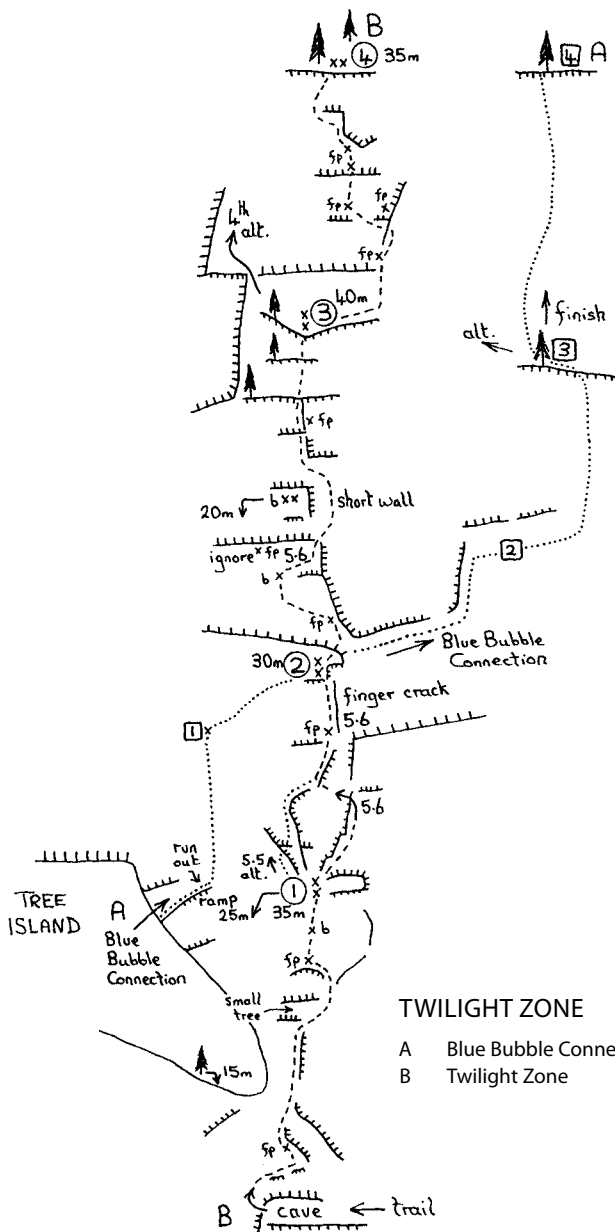 B
4 35m
4 A
fp
fp
fp
fp
4th
alt.
3 40m
finish
alt.
3
fp
b
20m
short wall
ignore fp 5.6
b
2
fp
30m 2
Blue Bubble
Connection
finger crack
5.6
fp
1
5.6
run
out
5.5
alt.
ramp
1
25m
35m
TREE
ISLAND
A
Blue
Bubble
Connection
b
fp
small
tree
TWILIGHT ZONE
A Blue Bubble Conne
B Twilight Zone
15m
fp
B
cave
trail